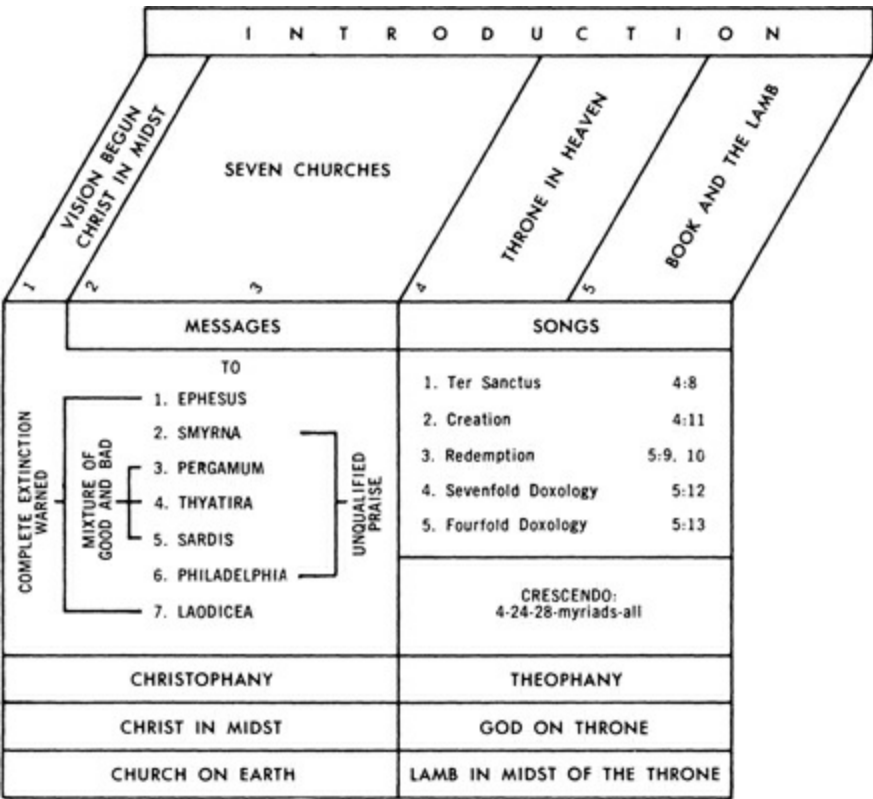 INTRODUCTION
VISION BEGUN
CHRIST IN MIDST
SEVEN CHURCHES
THRONE IN HEAVEN
BOOK AND THE LAMB
1
2
3
4
5
MESSAGES
TO
1. EPHESUS
2. SMYRNA
3. PERGAMUM
4. THYATIRA
5. SARDIS
6. PHILADELPHIA
7. LAODICEA
COMPLETE EXTINCTION
WARNED
MIXTURE OF
GOOD AND BAD
UNQUALIFIED
PRAISE
SONGS
1. Ter Sanctus 4:8
2. Creation 4:11
3. Redemption 5:9, 10
4. Sevenfold Doxology 5:12
5. Fourfold Doxology 5:13
CRESCENDO:
4-24-28-myriads-all
CHRISTOPHANY
THEOPHANY
CHRIST IN MIDST
GOD ON THRONE
CHURCH ON EARTH
LAMB IN MIDST OF THE THRONE